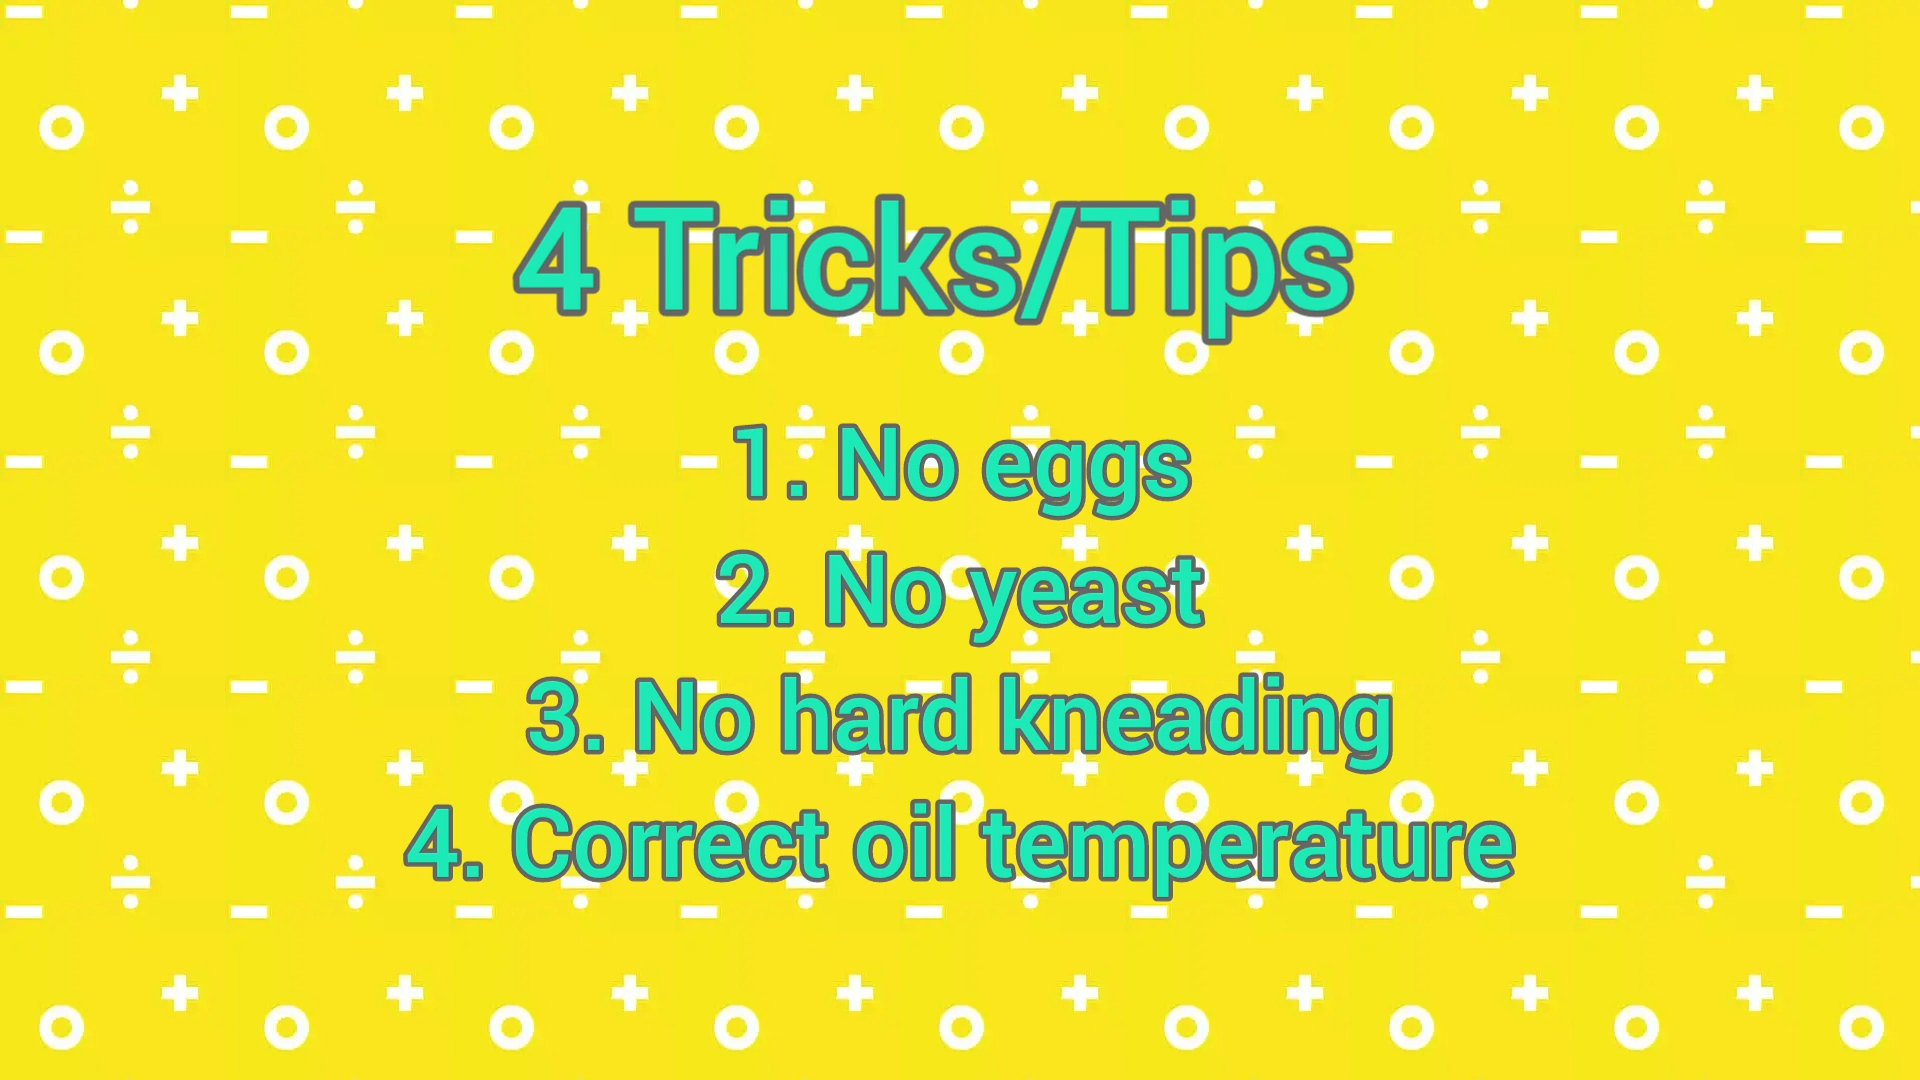 4 Tricks/Tips
1. No eggs
2. No yeast
3. No hard kneading
4. Correct oil temperature